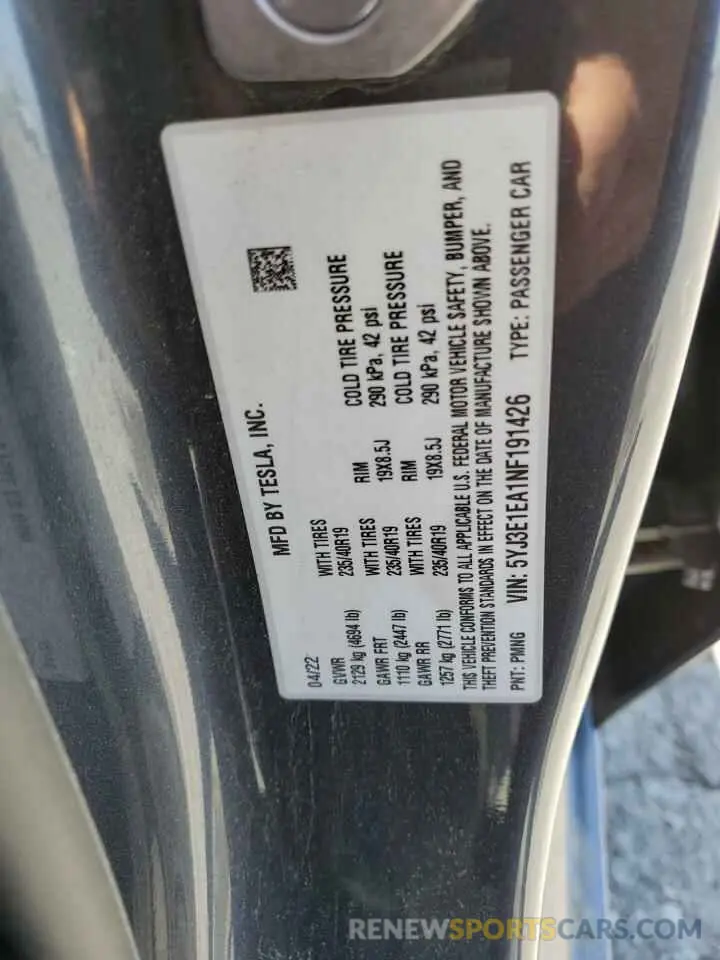 MFD BY TESLA, INC.
04/22
GVWR WITH TIRES RIM COLD TIRE PRESSURE
2129 kg (4694 lb) 235/40R19 19X8.5J 290 kPa, 42 psi
GAWR FRT WITH TIRES RIM COLD TIRE PRESSURE
1110 kg (2447 lb) 235/40R19 19X8.5J 290 kPa, 42 psi
GAWR RR
1257 kg (2771 lb)
THIS VEHICLE CONFORMS TO ALL APPLICABLE U.S. FEDERAL MOTOR VEHICLE SAFETY, BUMPER, AND
THEFT PREVENTION STANDARDS IN EFFECT ON THE DATE OF MANUFACTURE SHOWN ABOVE.
PNT: PMNG VIN: 5YJ3E1EA1NF191426 TYPE: PASSENGER CAR
RENEWSPORTSCARS.COM